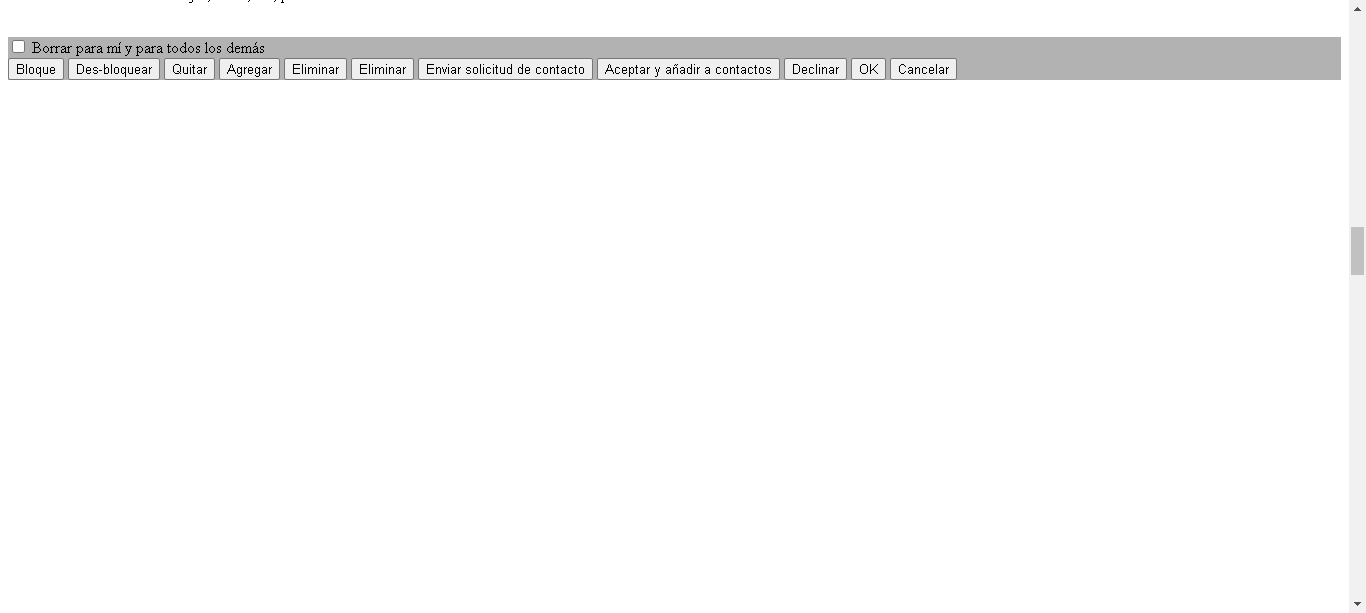 Borrar para mí y para todos los demás
Bloque Des-bloquear Quitar Agregar Eliminar Eliminar Enviar solicitud de contacto Aceptar y añadir a contactos Declinar OK Cancelar